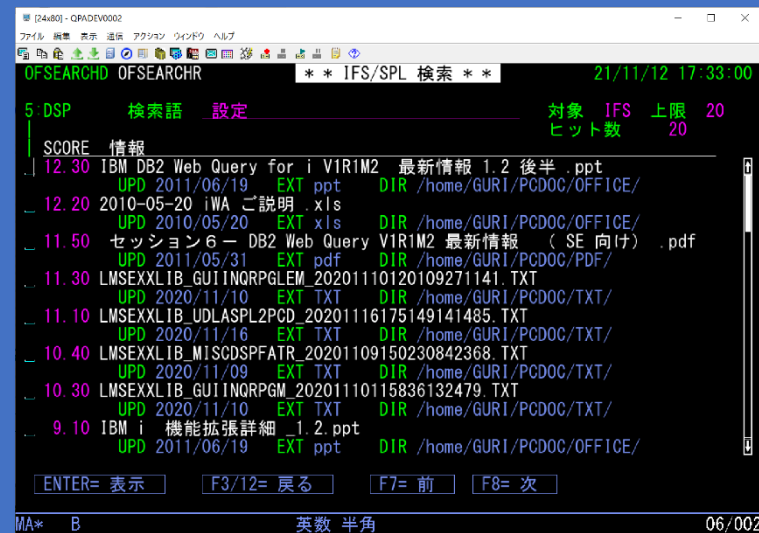 [24x80] - QPADEV0002
ファイル 編集 表示 通信 アクション ウインドウ ヘルプ
OFSEARCHD OFSEARCHR ＊＊ IFS/SPL 検索 ＊＊ 21/11/12 17:33:00
5:DSP 検索語 設定 対象 IFS 上限 20
ヒット数 20
SCORE 情報
12.30 IBM DB2 Web Query for i V1R1M2 最新情報 1.2 後半 .ppt
UPD 2011/06/19 EXT ppt DIR /home/GURI/PCDOC/OFFICE/
12.20 2010-05-20 iWA ご説明 .xls
UPD 2010/05/20 EXT xls DIR /home/GURI/PCDOC/OFFICE/
11.50 セッション６－ DB2 Web Query V1R1M2 最新情報 （ SE 向け） .pdf
UPD 2011/05/31 EXT pdf DIR /home/GURI/PCDOC/PDF/
11.30 LMSEXXLIB_GUIINQRPGLEM_20201110120109271141.TXT
UPD 2020/11/10 EXT TXT DIR /home/GURI/PCDOC/TXT/
11.10 LMSEXXLIB_UDLASPL2PCD_20201116175149141485.TXT
UPD 2020/11/16 EXT TXT DIR /home/GURI/PCDOC/TXT/
10.40 LMSEXXLIB_MISCDSPFATR_20201109150230842368.TXT
UPD 2020/11/09 EXT TXT DIR /home/GURI/PCDOC/TXT/
10.30 LMSEXXLIB_GUIINQRPGM_20201110115836132479.TXT
UPD 2020/11/10 EXT TXT DIR /home/GURI/PCDOC/TXT/
9.10 IBM i 機能拡張詳細 _1.2.ppt
UPD 2011/06/19 EXT ppt DIR /home/GURI/PCDOC/OFFICE/
ENTER= 表示 F3/12= 戻る F7= 前 F8= 次
MA* B 英数 半角 06/002